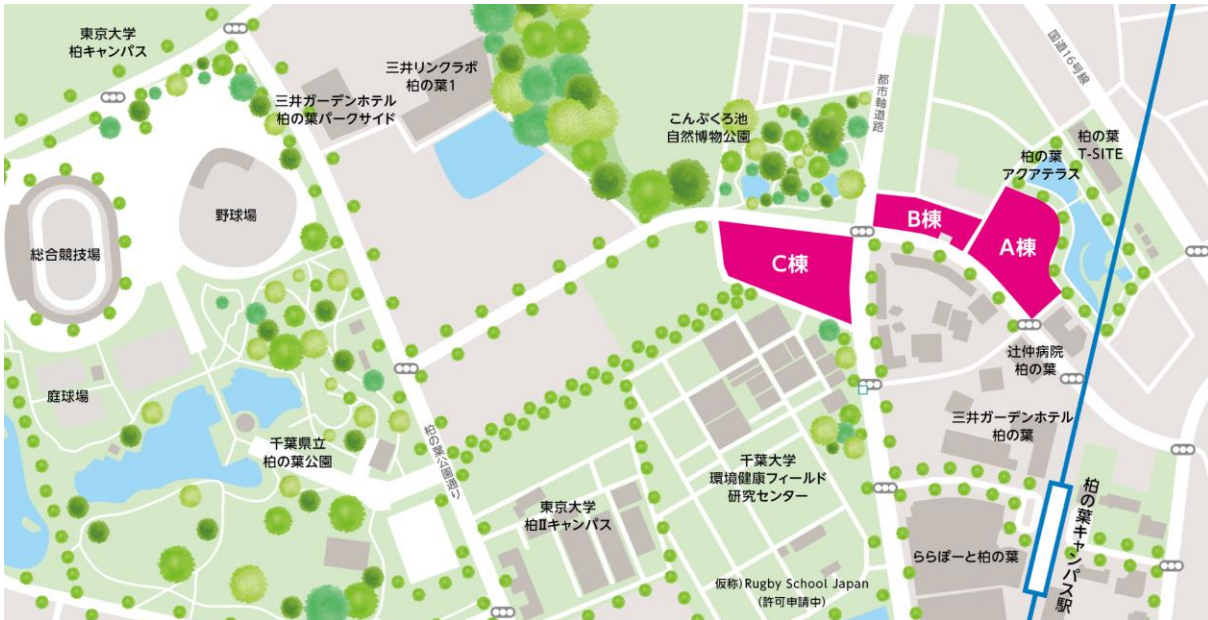 東京大学
柏キャンパス
三井ガーデンホテル
柏の葉パークサイド
三井リンクラボ
柏の葉1
こんぶくろ池
自然博物公園
都市軸道路
国道16号線
柏の葉
T-SITE
柏の葉
アクアテラス
野球場
総合競技場
B棟
A棟
C棟
辻仲病院
柏の葉
庭球場
千葉県立
柏の葉公園
柏の葉公園通り
三井ガーデンホテル
柏の葉
千葉大学
環境健康フィールド
研究センター
東京大学
柏Ⅱキャンパス
ららぽーと柏の葉
柏の葉キャンパス駅
仮称)Rugby School Japan
(許可申請中)